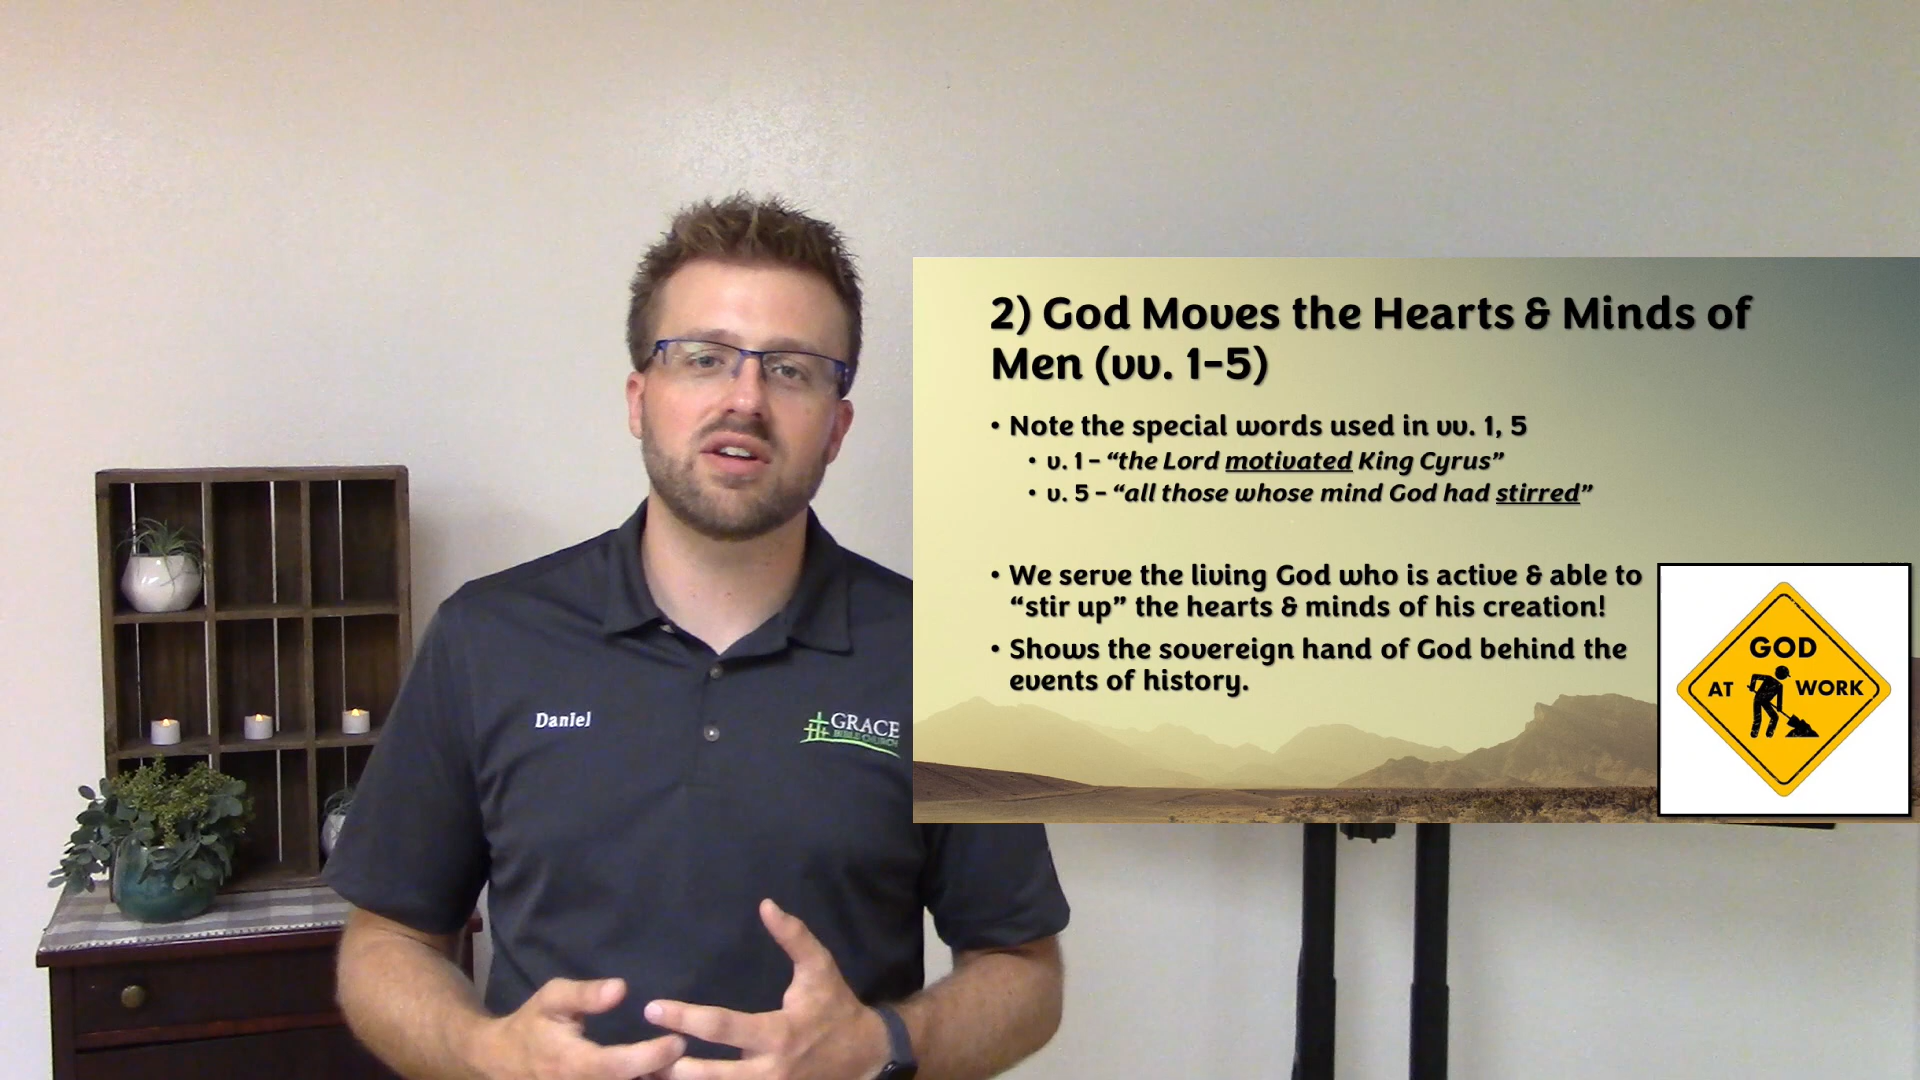 2) God Moves the Hearts & Minds of
Men (vv. 1-5)
• Note the special words used in vv. 1, 5
• v. 1 – “the Lord motivated King Cyrus”
• v. 5 – “all those whose mind God had stirred”
• We serve the living God who is active & able to
“stir up” the hearts & minds of his creation!
• Shows the sovereign hand of God behind the
events of history.
GOD
AT WORK
Daniel
GRACE
BIBLE CHURCH